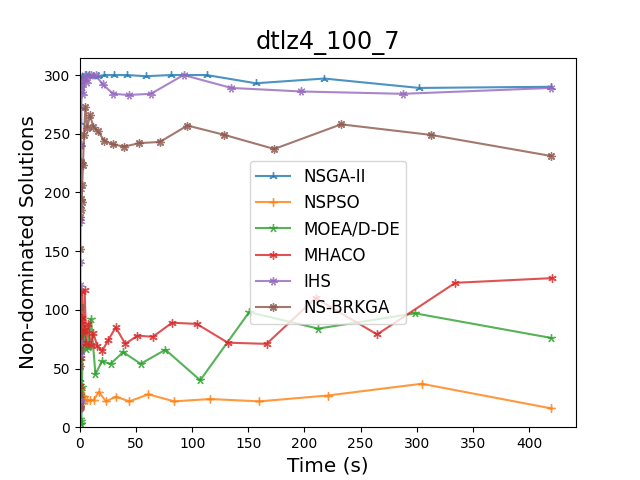 dtlz4_100_7
Non-dominated Solutions
300
250
200
150
100
50
0
NSGA-II
NSPSO
MOEA/D-DE
MHACO
IHS
NS-BRKGA
0 50 100 150 200 250 300 350 400
Time (s)